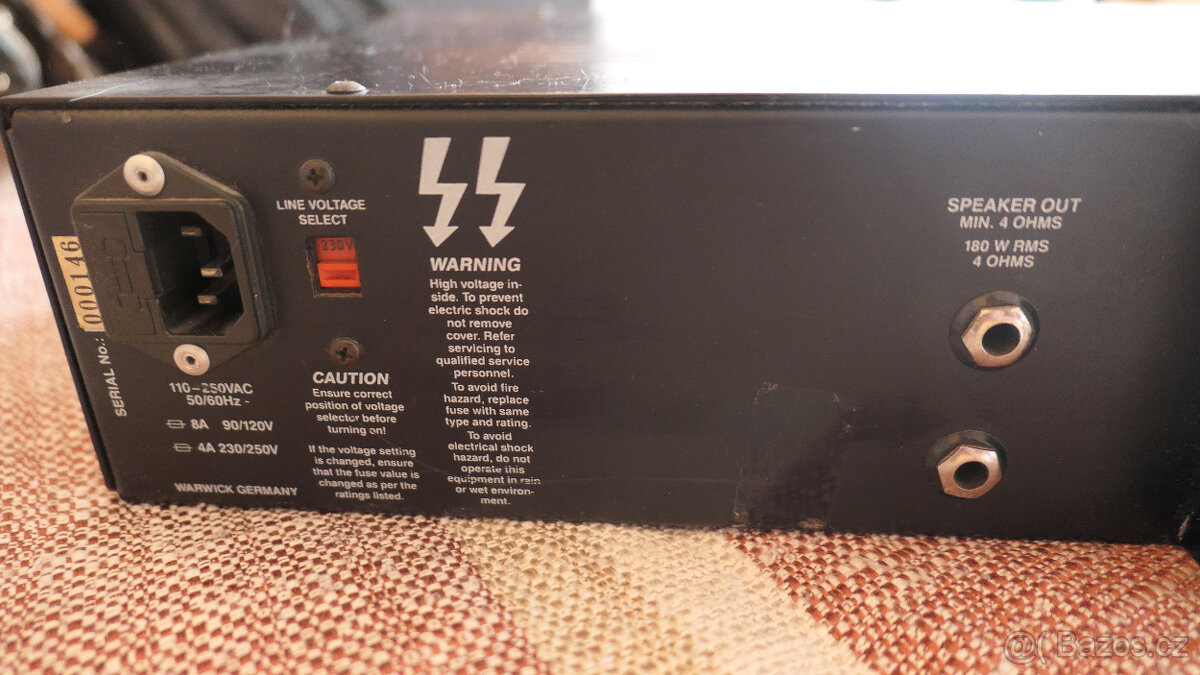 SERIAL No.: 000146
110-250VAC
50/60Hz~
8A 90/120V
4A 230/250V
WARWICK GERMANY
LINE VOLTAGE
SELECT
230V
CAUTION
Ensure correct
position of voltage
selector before
turning on!
If the voltage setting
is changed, ensure
that the fuse value is
changed as per the
ratings listed.
WARNING
High voltage in-
side. To prevent
electric shock do
not remove
cover. Refer
servicing to
qualified service
personnel.
To avoid fire
hazard, replace
fuse with same
type and rating.
To avoid
electrical shock
hazard, do not
operate this
equipment in rain
or wet environ-
ment.
SPEAKER OUT
MIN. 4 OHMS
180 W RMS
4 OHMS
@( Bazos.cz